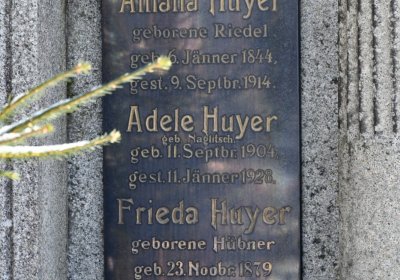 Amalia Huyer
geborene Riedel
geb. 6. Jänner 1844,
gest. 9. Septbr. 1914.
Adele Huyer
geb. Naglitsch.
geb. 11. Septbr. 1904,
gest. 11. Jänner 1928.
Frieda Huyer
geborene Hübner
geb. 23. Novbr. 1879